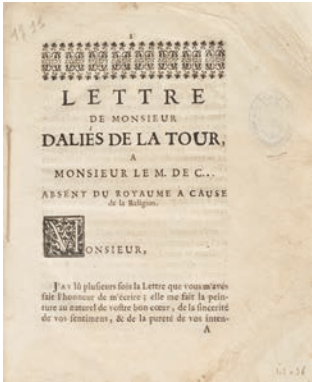 LETTRE
DE MONSIEUR
DALIÉS DE LA TOUR,
A
MONSIEUR LE M. DE C...
ABSENT DU ROYAUME A CAUSE
de la Religion.
MONSIEUR,
J'AY lû plusieurs fois la Lettre que vous m'avés
fait l'honneur de m'écrire ; elle me fait la pein-
ture au naturel de vostre bon cœur, de la sincerité
de vos sentimens, & de la pureté de vos inten-
A